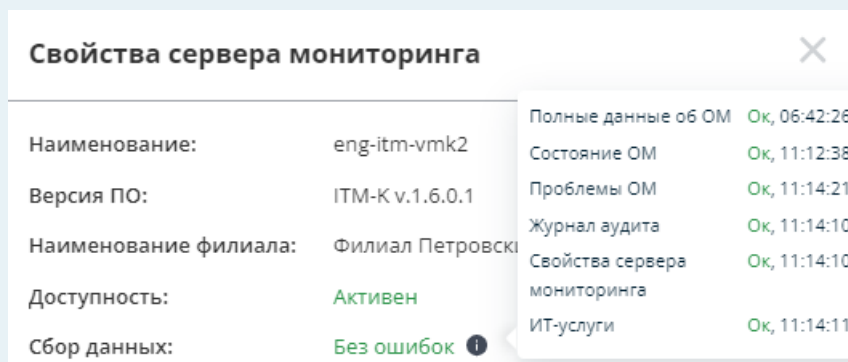 Свойства сервера мониторинга
Наименование: eng-itm-vmk2
Версия ПО: ITM-K v.1.6.0.1
Наименование филиала: Филиал Петровски
Доступность: Активен
Сбор данных: Без ошибок
Полные данные об ОМ Ок, 06:42:26
Состояние ОМ Ок, 11:12:38
Проблемы ОМ Ок, 11:14:21
Журнал аудита Ок, 11:14:10
Свойства сервера Ок, 11:14:10
мониторинга
ИТ-услуги Ок, 11:14:11